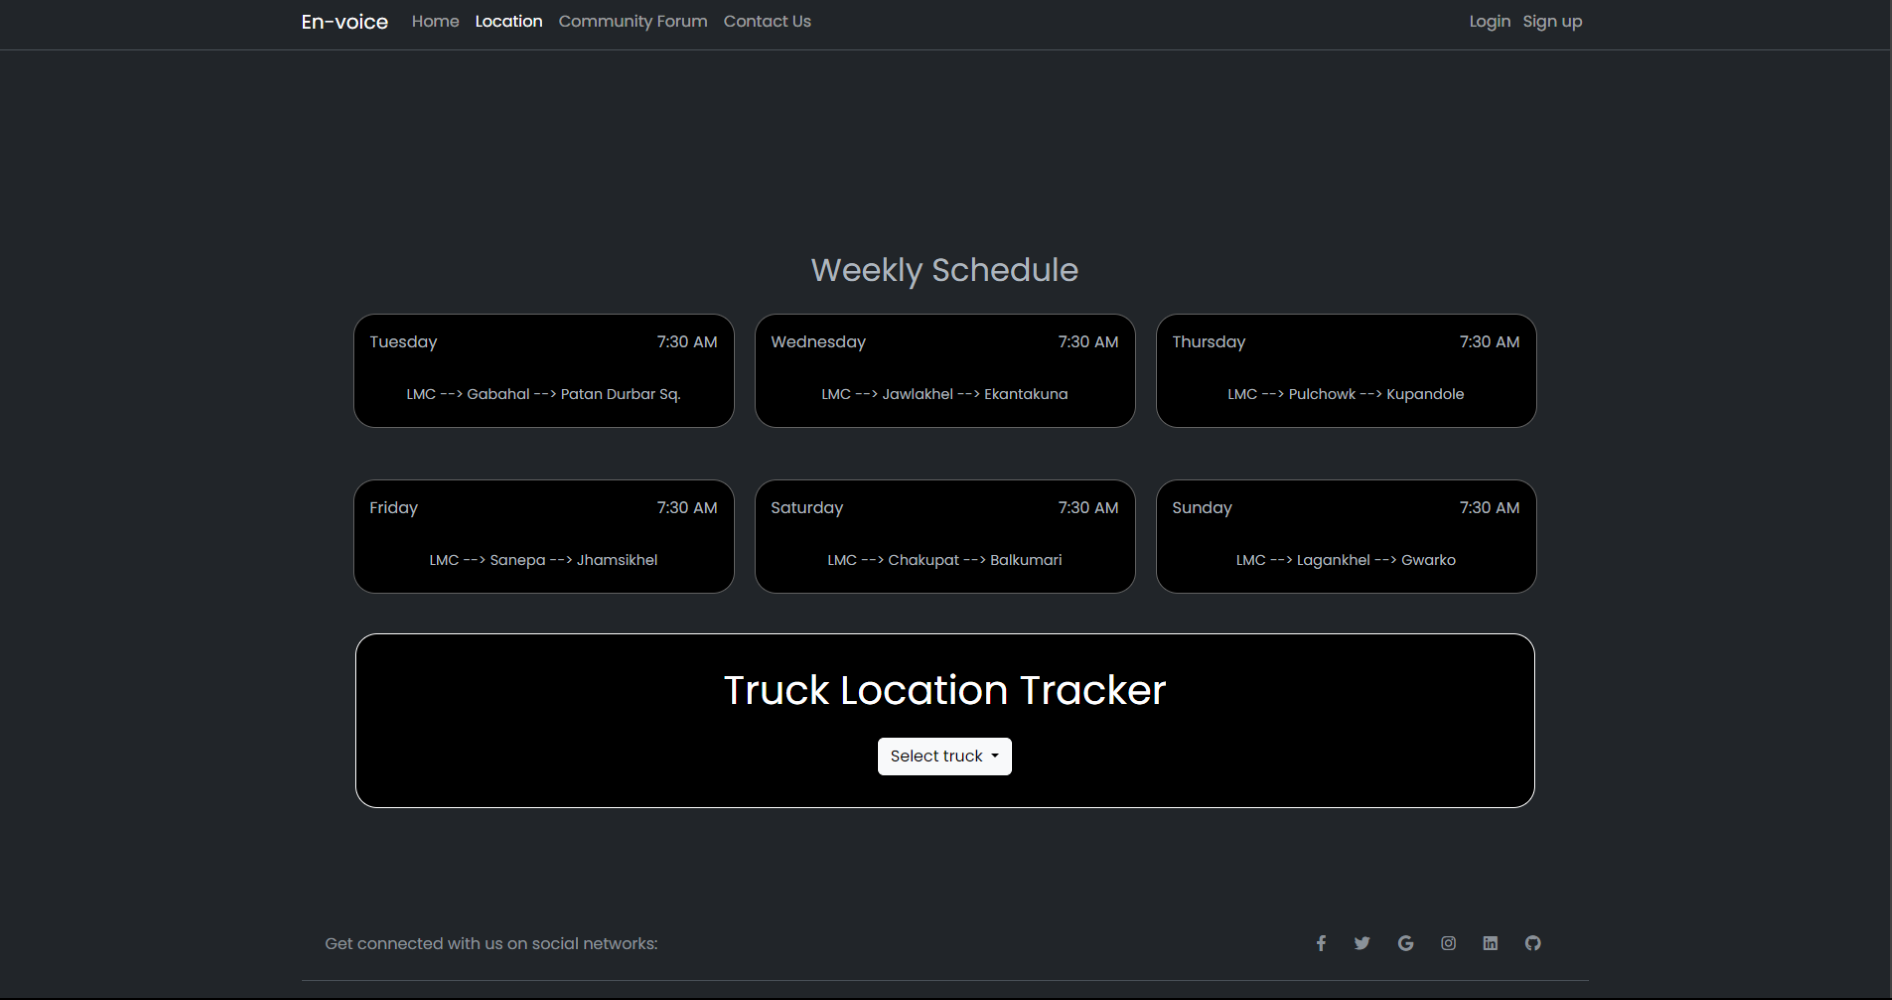 En-voice Home Location Community Forum Contact Us Login Sign up
Weekly Schedule
Tuesday 7:30 AM
LMC --> Gabahal --> Patan Durbar Sq.
Wednesday 7:30 AM
LMC --> Jawlakhel --> Ekantakuna
Thursday 7:30 AM
LMC --> Pulchowk --> Kupandole
Friday 7:30 AM
LMC --> Sanepa --> Jhamsikhel
Saturday 7:30 AM
LMC --> Chakupat --> Balkumari
Sunday 7:30 AM
LMC --> Lagankhel --> Gwarko
Truck Location Tracker
Select truck
Get connected with us on social networks: